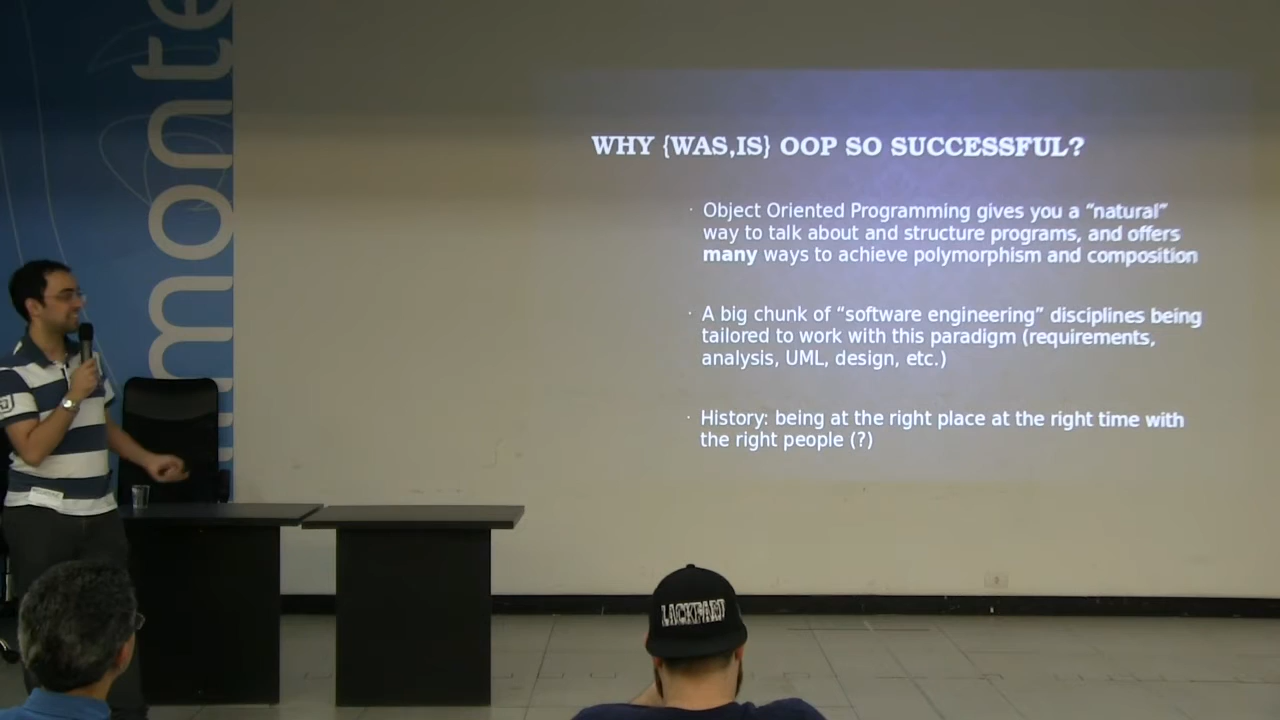 monte
WHY {WAS,IS} OOP SO SUCCESSFUL?
· Object Oriented Programming gives you a “natural”
way to talk about and structure programs, and offers
many ways to achieve polymorphism and composition
· A big chunk of “software engineering” disciplines being
tailored to work with this paradigm (requirements,
analysis, UML, design, etc.)
· History: being at the right place at the right time with
the right people (?)